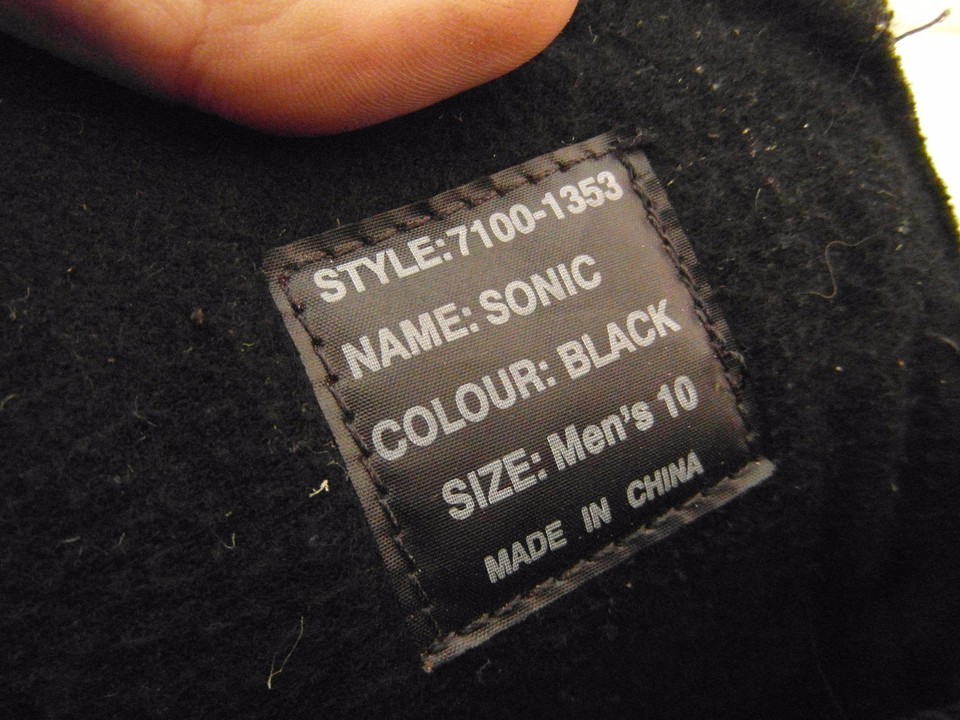 STYLE:7100-1353
NAME: SONIC
COLOUR: BLACK
SIZE: Men's 10
MADE IN CHINA